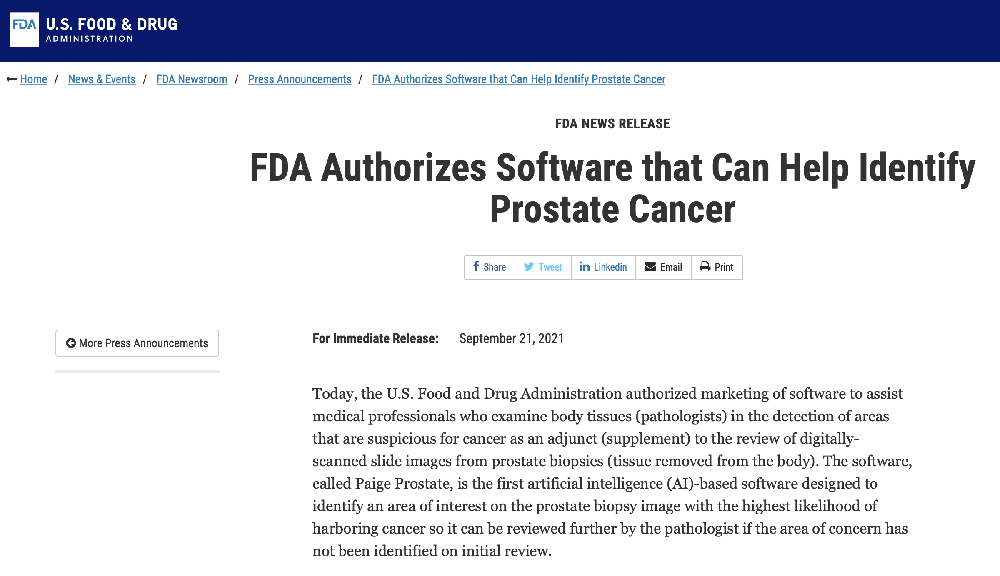 FDA U.S. FOOD & DRUG
ADMINISTRATION
Home / News & Events / FDA Newsroom / Press Announcements / FDA Authorizes Software that Can Help Identify Prostate Cancer
FDA NEWS RELEASE
FDA Authorizes Software that Can Help Identify
Prostate Cancer
Share Tweet Linkedin Email Print
More Press Announcements
For Immediate Release: September 21, 2021
Today, the U.S. Food and Drug Administration authorized marketing of software to assist
medical professionals who examine body tissues (pathologists) in the detection of areas
that are suspicious for cancer as an adjunct (supplement) to the review of digitally-
scanned slide images from prostate biopsies (tissue removed from the body). The software,
called Paige Prostate, is the first artificial intelligence (AI)-based software designed to
identify an area of interest on the prostate biopsy image with the highest likelihood of
harboring cancer so it can be reviewed further by the pathologist if the area of concern has
not been identified on initial review.